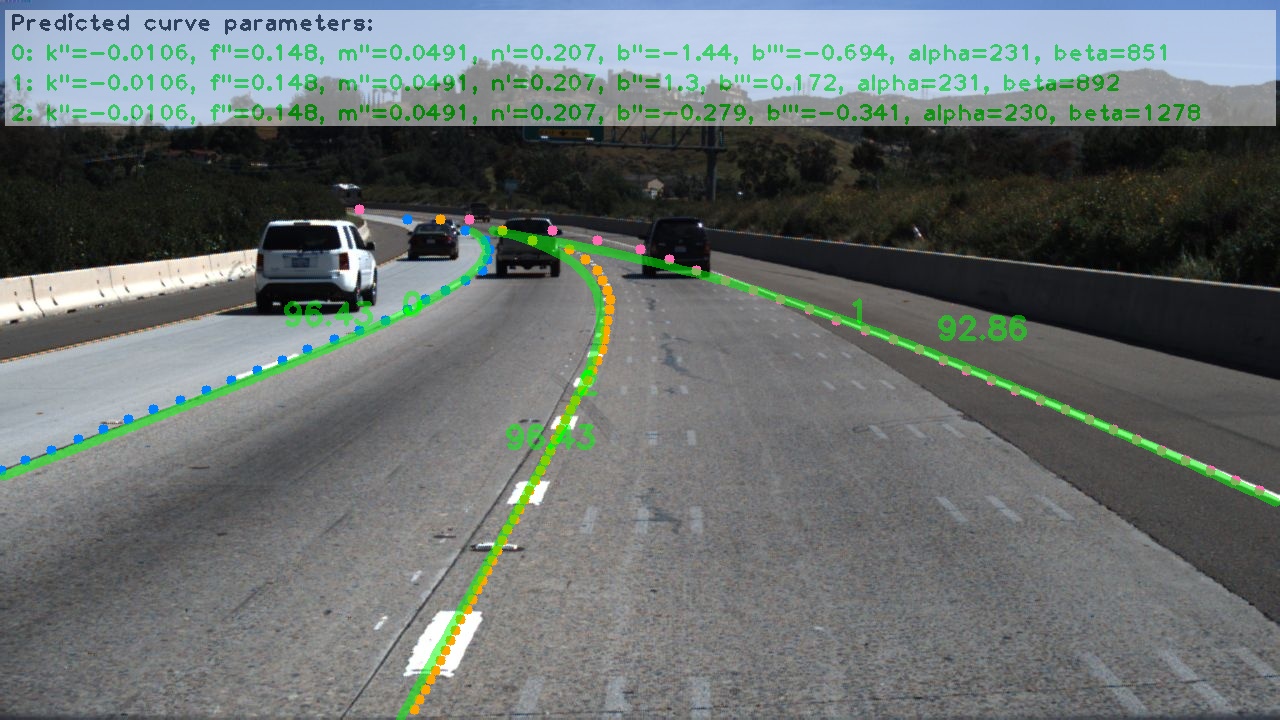 Predicted curve parameters:
0: k''=-0.0106, f''=0.148, m''=0.0491, n'=0.207, b''=-1.44, b'''=-0.694, alpha=231, beta=851
1: k''=-0.0106, f''=0.148, m''=0.0491, n'=0.207, b''=1.3, b'''=0.172, alpha=231, beta=892
2: k''=-0.0106, f''=0.148, m''=0.0491, n'=0.207, b''=-0.279, b'''=-0.341, alpha=230, beta=1278
96.43 0
1
92.86
2
96.43